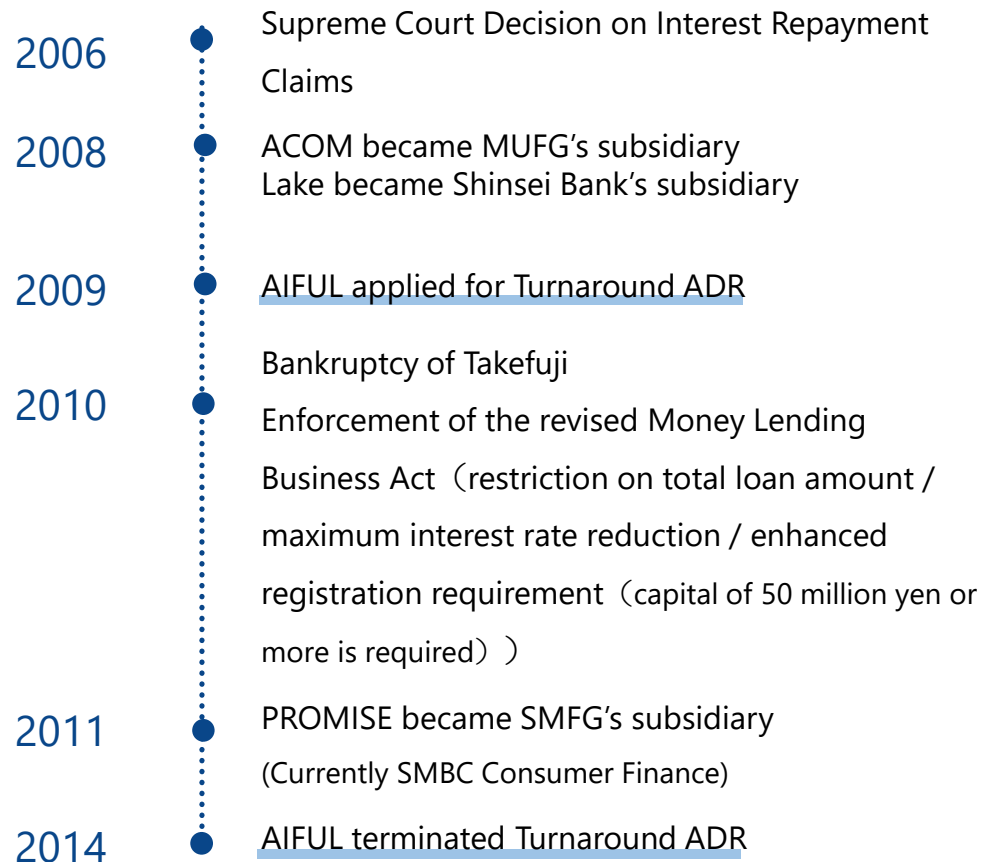 2006
Supreme Court Decision on Interest Repayment
Claims
2008
ACOM became MUFG’s subsidiary
Lake became Shinsei Bank’s subsidiary
2009
AIFUL applied for Turnaround ADR
2010
Bankruptcy of Takefuji
Enforcement of the revised Money Lending
Business Act（restriction on total loan amount /
maximum interest rate reduction / enhanced
registration requirement（capital of 50 million yen or
more is required））
2011
PROMISE became SMFG’s subsidiary
(Currently SMBC Consumer Finance)
2014
AIFUL terminated Turnaround ADR